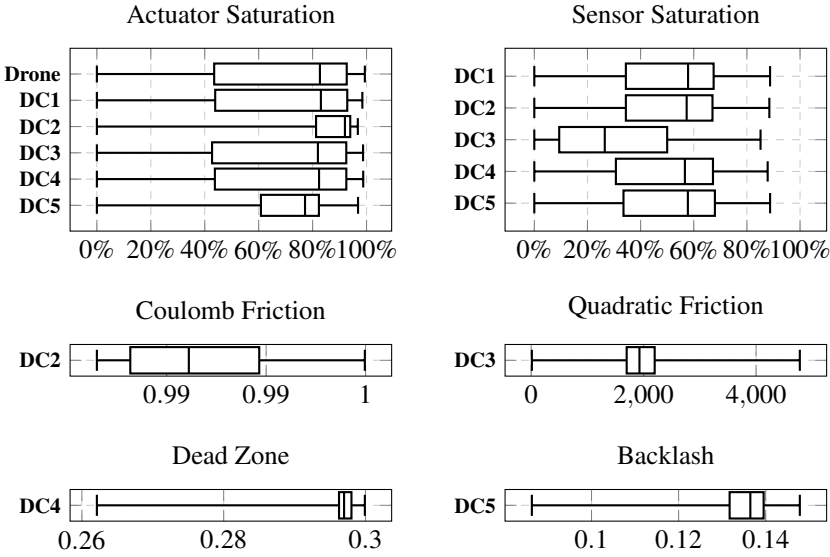 Actuator Saturation
Drone
DC1
DC2
DC3
DC4
DC5
0% 20% 40% 60% 80% 100%
Sensor Saturation
DC1
DC2
DC3
DC4
DC5
0% 20% 40% 60% 80% 100%
Coulomb Friction
DC2
0.99 0.99 1
Quadratic Friction
DC3
0 2,000 4,000
Dead Zone
DC4
0.26 0.28 0.3
Backlash
DC5
0.1 0.12 0.14